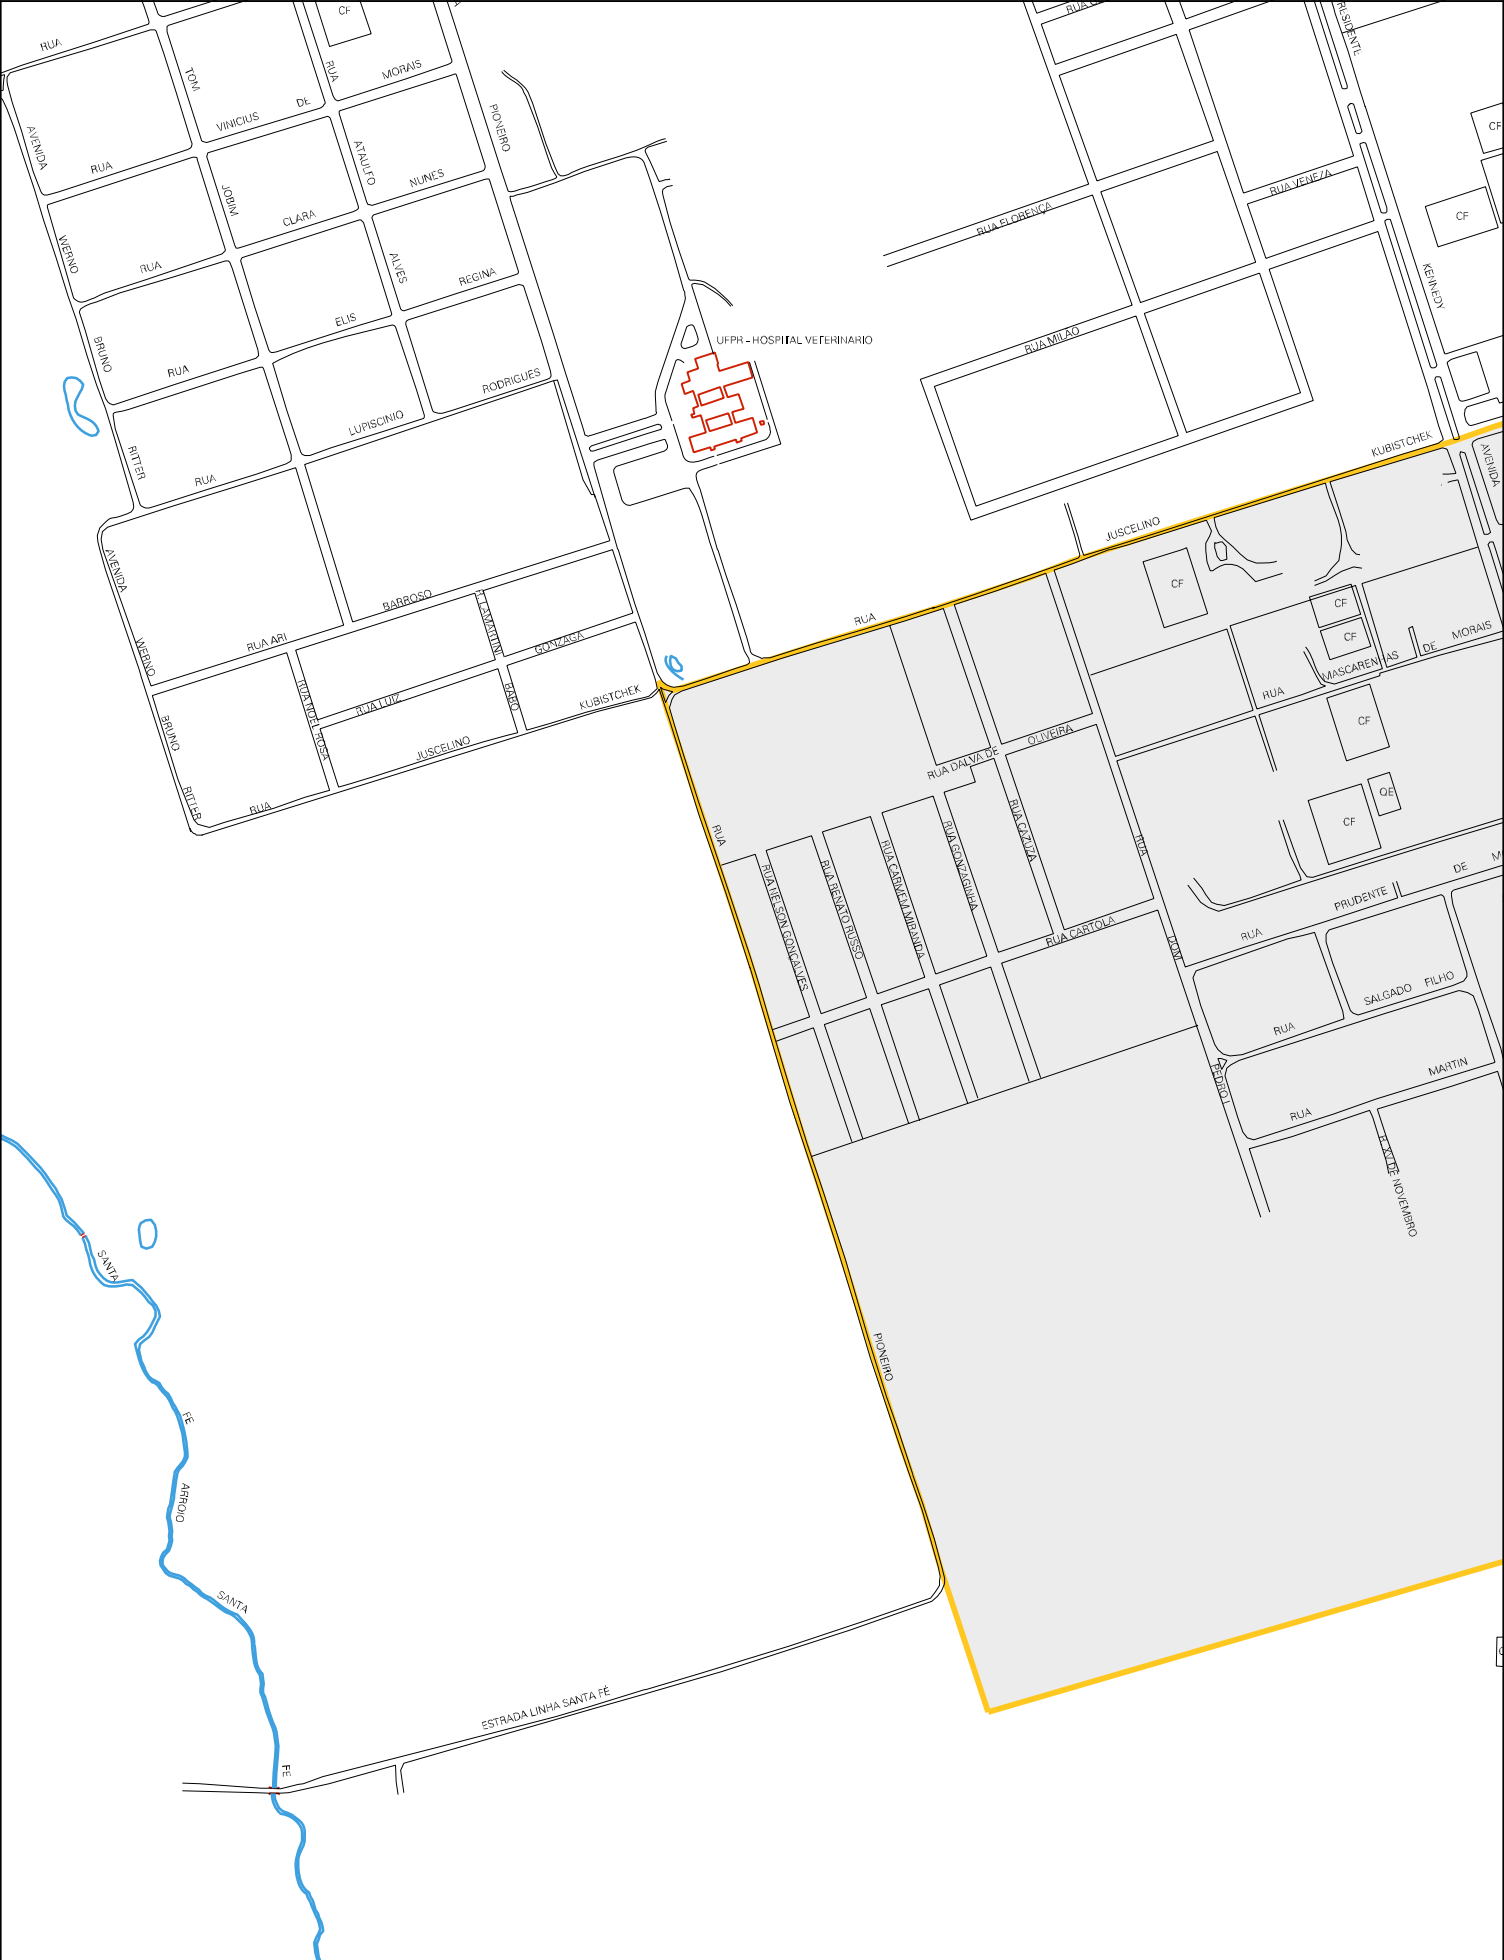 CF
RUA
MORAIS
RUA
TOM
DE
VINICIUS
PIONEIRO
AVENIDA
RUA
ATAULFO
NUNES
CF
RUA VENEZA
JOBIM
CLARA
RUA FLORENÇA
CF
WERNO
RUA
ALVES
REGINA
KENNEDY
ELIS
BRUNO
UFPR - HOSPITAL VETERINARIO
RUA MILAO
RUA
RODRIGUES
LUPISCINIO
KUBISTCHEK
RITTER
RUA
AVENIDA
JUSCELINO
AVENIDA
CF
BARROSO
R. LAMARTINI
CF
RUA
CF
RUA ARI
GONZAGA
MORAIS
DE
WERNO
MASCARENHAS
RUA
RUA NOEL ROSA
RUA LUIZ
BABO
KUBISTCHEK
CF
BRUNO
JUSCELINO
OLIVEIRA
RUA DALVA DE
RITTER
RUA
QE
CF
RUA
RUA CAZUZA
RUA
RUA GONZAGINHA
RUA CARMEM MIRANDA
RUA RENATO RUSSO
RUA NELSON GONÇALVES
DE
PRUDENTE
RUA
RUA CARTOLA
DOM
SALGADO
FILHO
RUA
MARTIN
PEDRO I
RUA
R. XV DE NOVEMBRO
SANTA
PIONEIRO
FE
ARROIO
SANTA
ESTRADA LINHA SANTA FÉ
FE